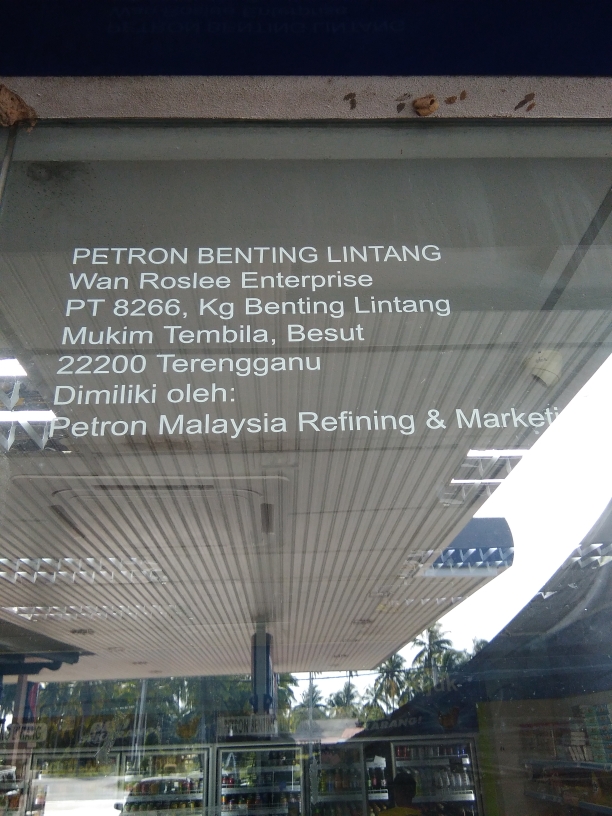 PETRON BENTING LINTANG
Wan Roslee Enterprise
PT 8266, Kg Benting Lintang
Mukim Tembila, Besut
22200 Terengganu
Dimiliki oleh:
Petron Malaysia Refining & Marketi